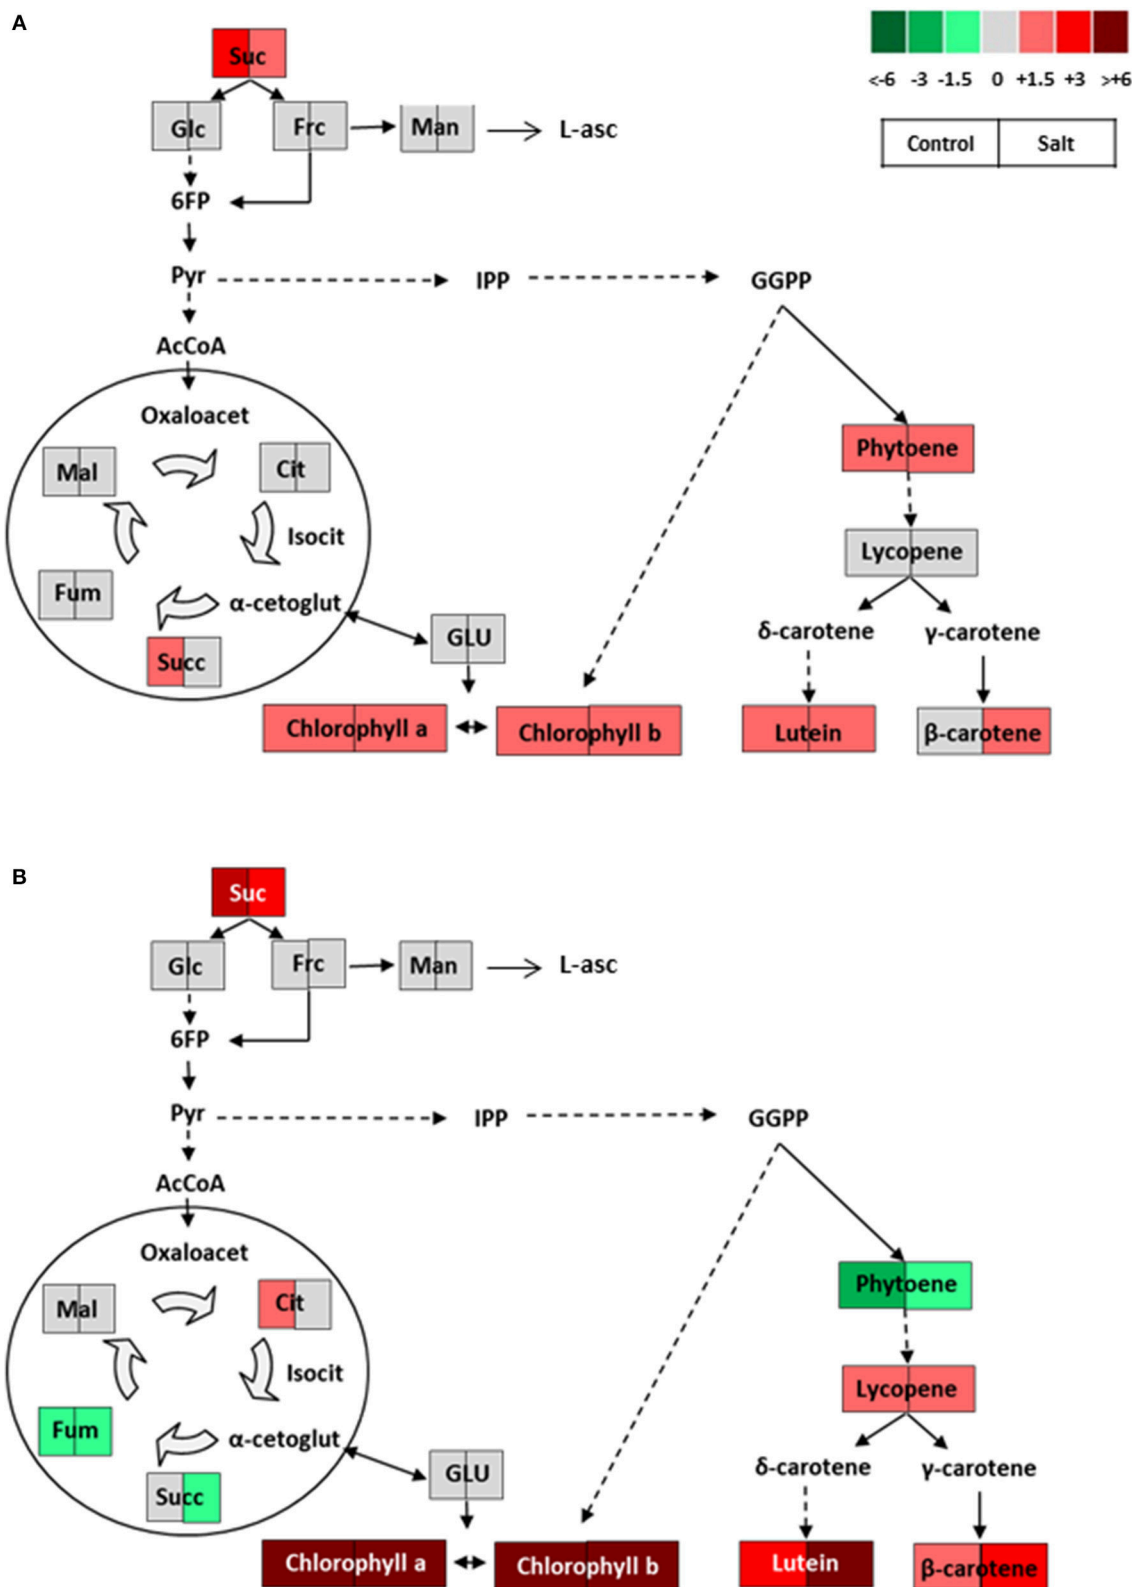 A
Suc
<-6 -3 -1.5 0 +1.5 +3 >+6
Control Salt
Glc Frc Man L-asc
6FP
Pyr IPP GGPP
AcCoA
Oxaloacet
Mal Cit Phytoene
Isocit Lycopene
Fum α-cetoglut
Succ GLU δ-carotene γ-carotene
Chlorophyll a Chlorophyll b Lutein β-carotene
B
Suc
Glc Frc Man L-asc
6FP
Pyr IPP GGPP
AcCoA
Oxaloacet
Mal Cit Phytoene
Isocit Lycopene
Fum α-cetoglut
Succ GLU δ-carotene γ-carotene
Chlorophyll a Chlorophyll b Lutein β-carotene